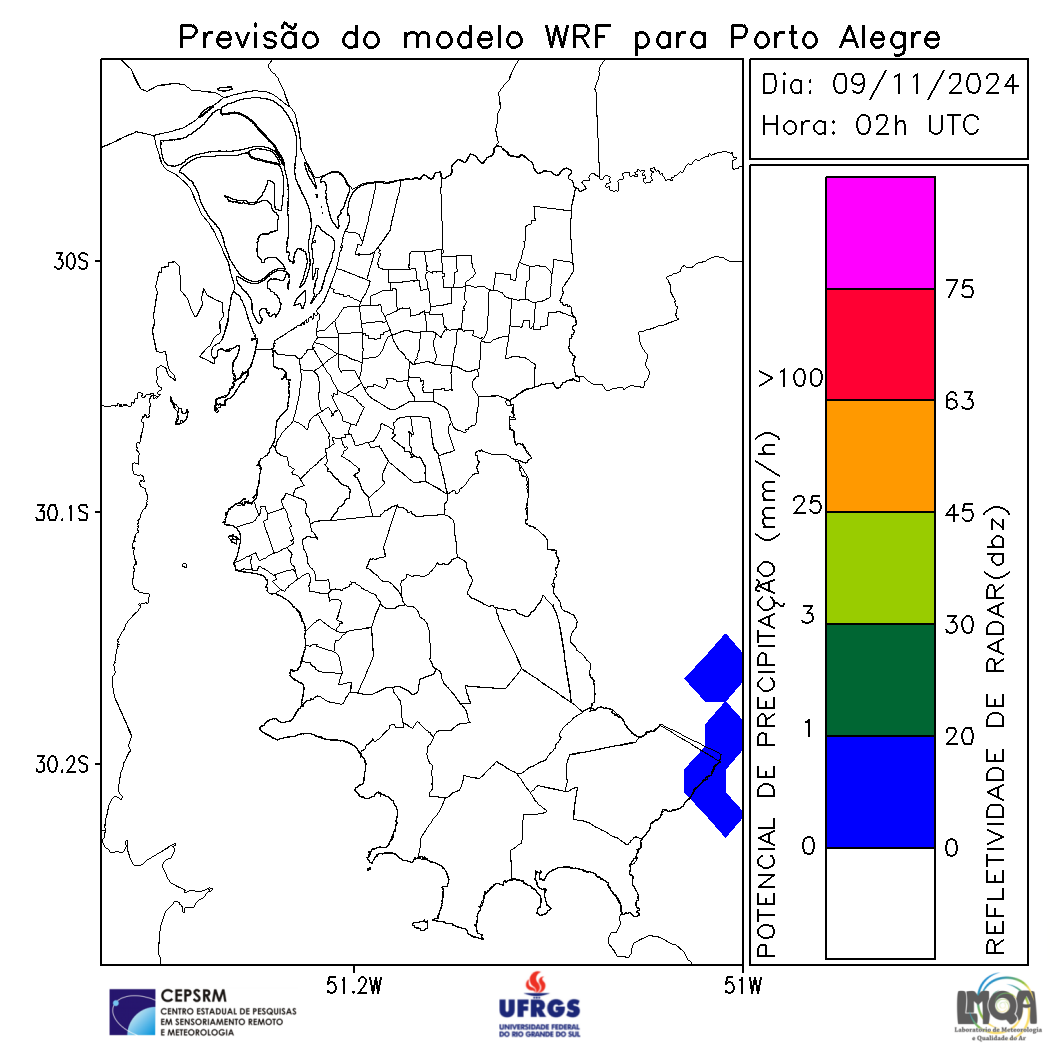 Previsão do modelo WRF para Porto Alegre
Dia: 09/11/2024
Hora: 02h UTC
30S
30.1S
30.2S
51.2W
51W
POTENCIAL DE PRECIPITAÇÃO (mm/h)
>100
25
3
1
0
75
63
45
30
20
0
REFLETIVIDADE DE RADAR(dbz)
CEPSRM
CENTRO ESTADUAL DE PESQUISAS
EM SENSORIAMENTO REMOTO
E METEOROLOGIA
UFRGS
UNIVERSIDADE FEDERAL
DO RIO GRANDE DO SUL
LMQA
Laboratório de Meteorologia
e Qualidade do Ar